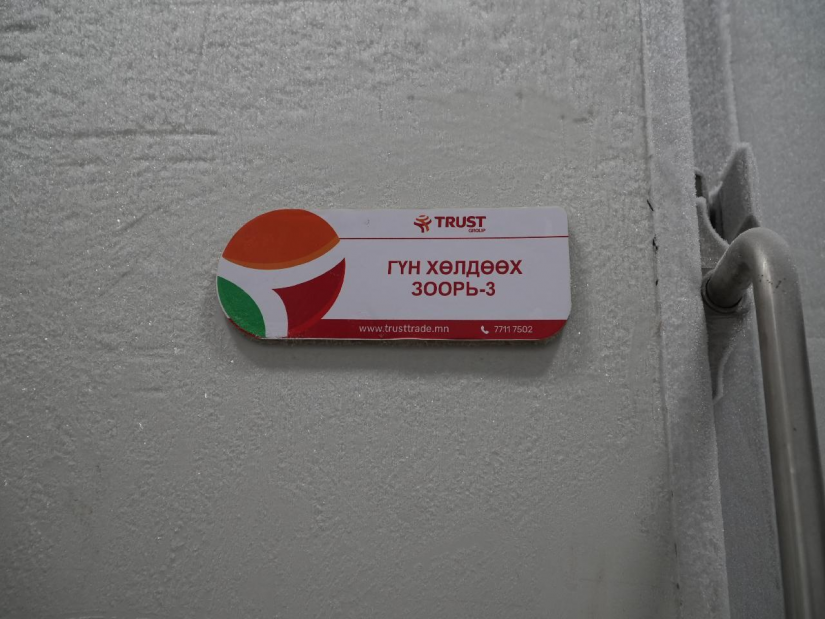 TRUST
GROUP
ГҮН ХӨЛДӨӨХ
ЗООРЬ-3
www.trusttrade.mn 7711 7502